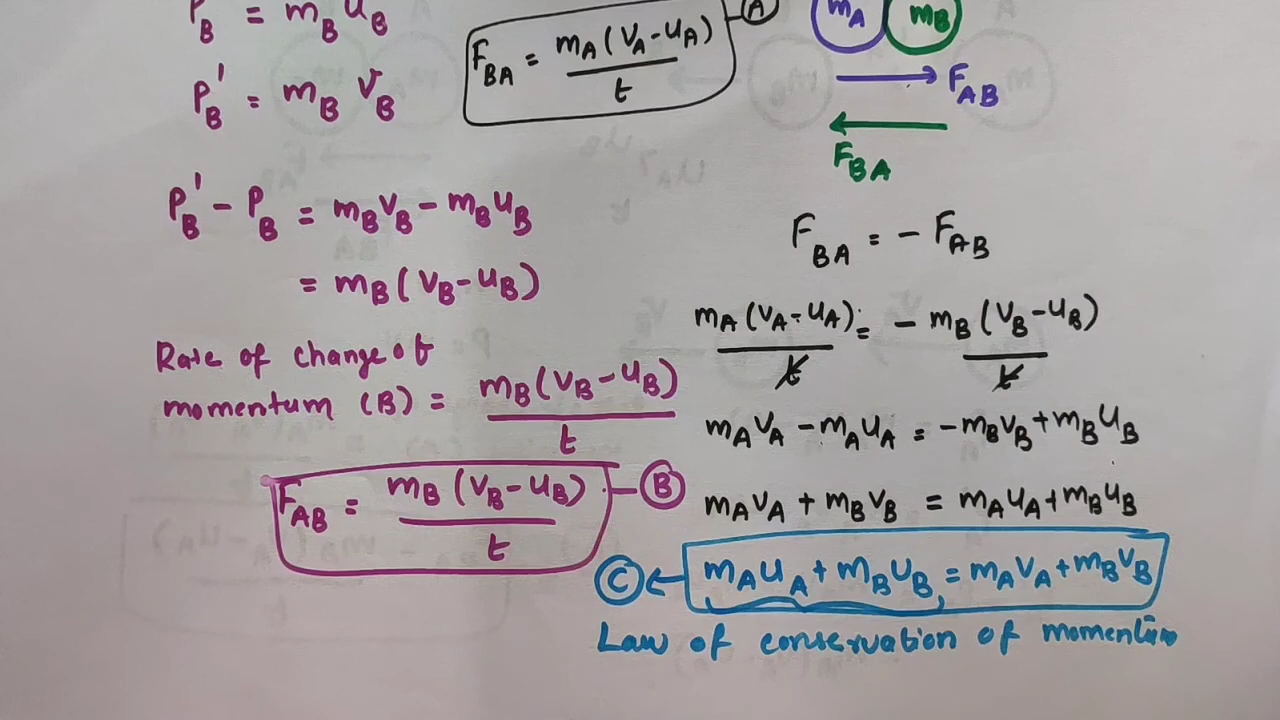 P_B = m_B u_B
P_B' = m_B V_B
P_B' - P_B = m_B V_B - m_B u_B
= m_B (V_B - u_B)
Rate of change of
momentum (B) = m_B (V_B - u_B) / t
F_AB = m_B (V_B - u_B) / t - B
F_BA = m_A (V_A - u_A) / t - A
m_A m_B
F_AB
F_BA
F_BA = - F_AB
m_A (V_A - u_A) / t = - m_B (V_B - u_B) / t
m_A V_A - m_A u_A = - m_B V_B + m_B u_B
m_A V_A + m_B V_B = m_A u_A + m_B u_B
C ← m_A u_A + m_B u_B = m_A V_A + m_B V_B
Law of conservation of momentum